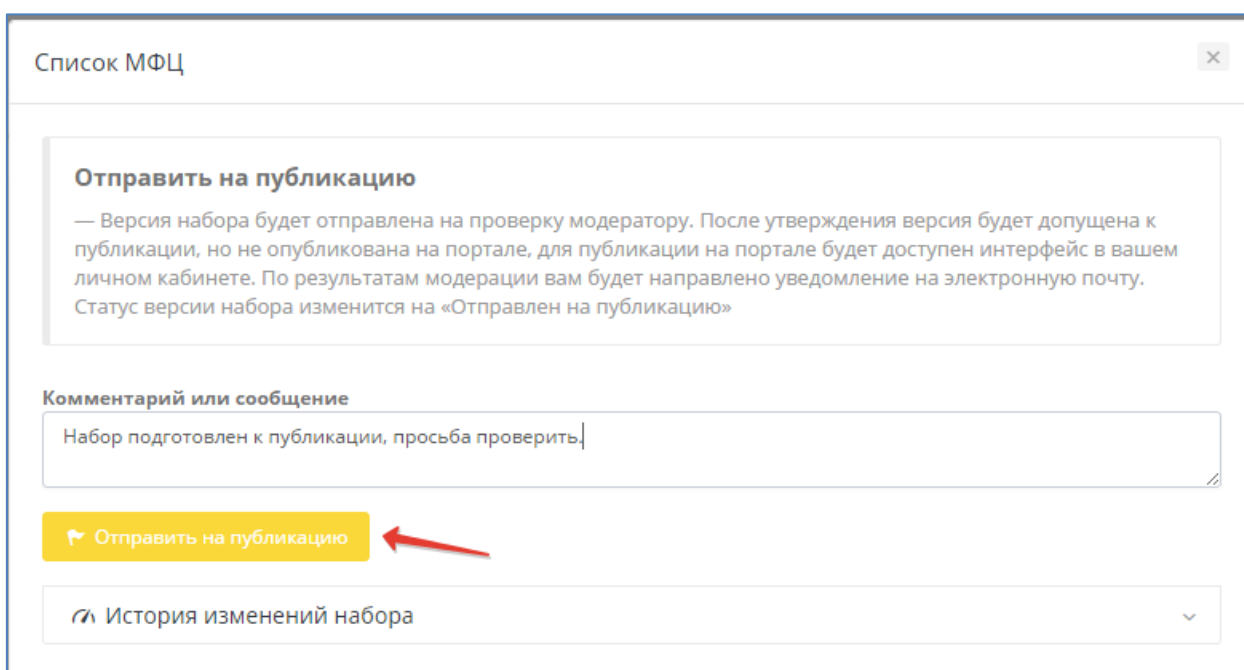 Список МФЦ
Отправить на публикацию
— Версия набора будет отправлена на проверку модератору. После утверждения версия будет допущена к
публикации, но не опубликована на портале, для публикации на портале будет доступен интерфейс в вашем
личном кабинете. По результатам модерации вам будет направлено уведомление на электронную почту.
Статус версии набора изменится на «Отправлен на публикацию»
Комментарий или сообщение
Набор подготовлен к публикации, просьба проверить.
Отправить на публикацию
История изменений набора